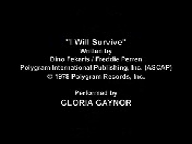 "I Will Survive"
Written by
Dino Fekaris / Freddie Perren
Polygram International Publishing, Inc. (ASCAP)
© 1978 Polygram Records, Inc.
Performed by
GLORIA GAYNOR